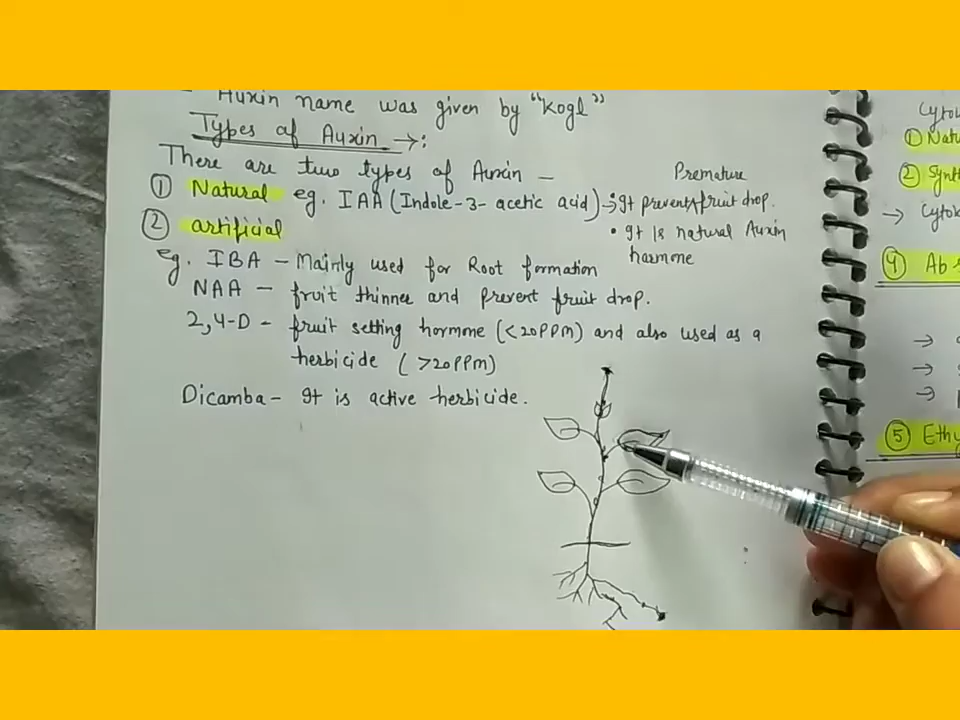 - Auxin name was given by "Kogl"
Types of Auxin →:
There are two types of Auxin —
① Natural eg. IAA (Indole-3-acetic acid) → It prevent fruit drop.
Premature
• It is natural Auxin
harmone
② artificial
eg. IBA - Mainly used for Root formation
NAA - fruit thinner and prevent fruit drop.
2,4-D - fruit setting hormone (<20PPM) and also used as a
herbicide (>20PPM)
Dicamba - It is active herbicide.
① Natu
② Synth
→ Cytok
④ Abs
→
→
→
⑤ Ethy